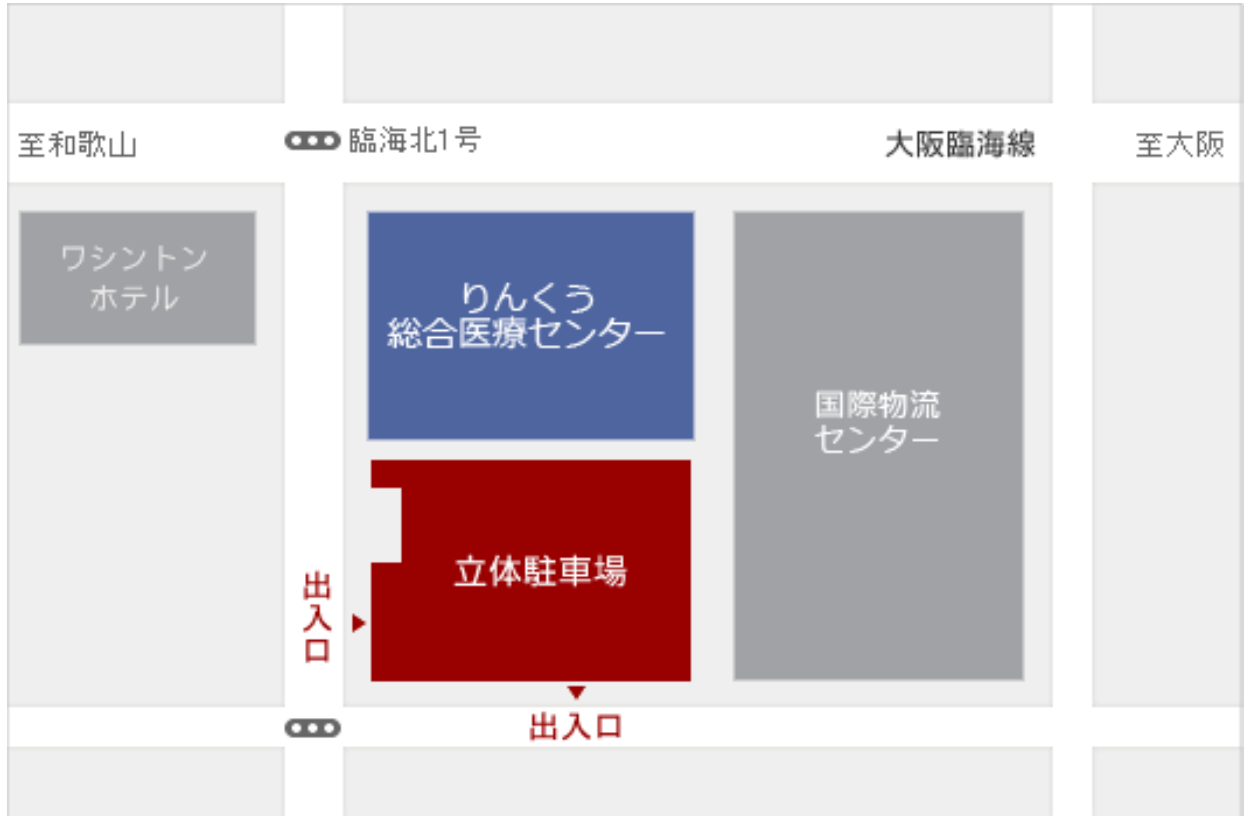 至和歌山
臨海北1号
大阪臨海線
至大阪
ワシントン
ホテル
りんくう
総合医療センター
国際物流
センター
立体駐車場
出入口
出入口